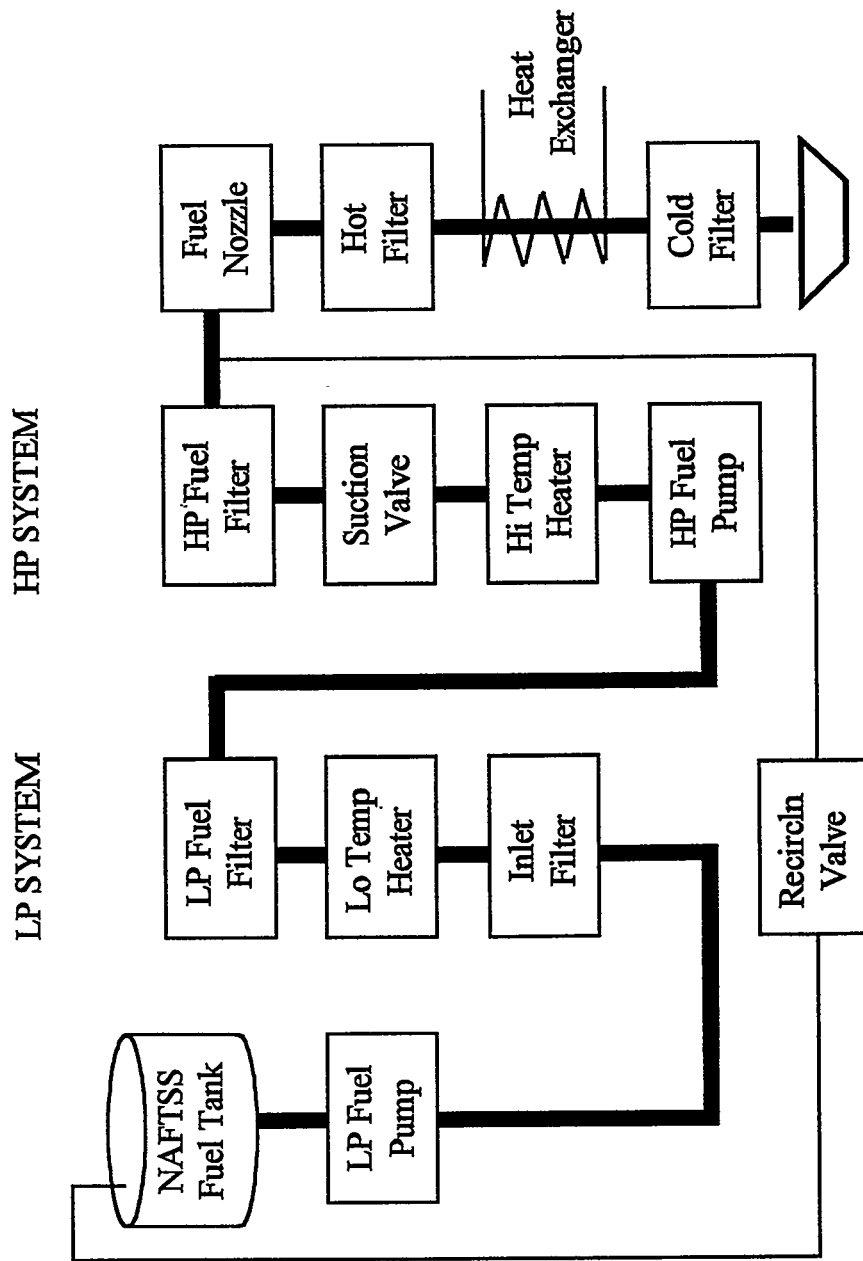 LP SYSTEM
HP SYSTEM
NAFTSS
Fuel Tank
LP Fuel
Pump
LP Fuel
Filter
Lo Temp
Heater
Inlet
Filter
HP Fuel
Filter
Suction
Valve
Hi Temp
Heater
HP Fuel
Pump
Fuel
Nozzle
Hot
Filter
Heat
Exchanger
Cold
Filter
Recircln
Valve